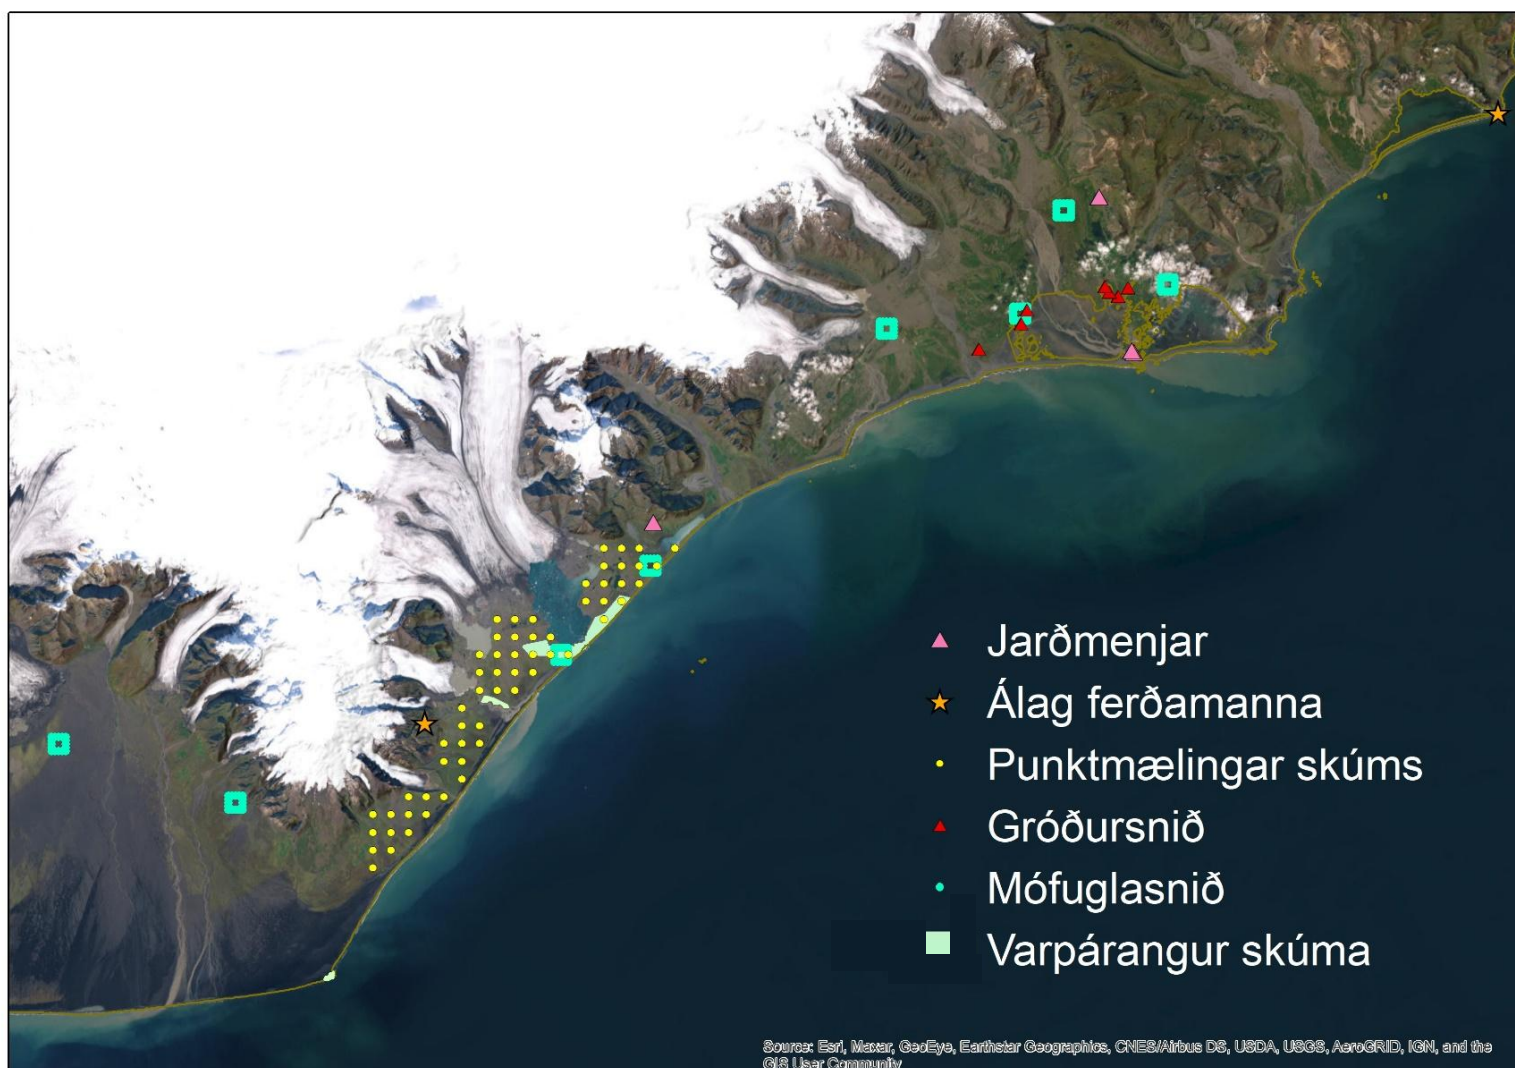 Jarðmenjar
Álag ferðamanna
Punktmælingar skúms
Gróðursnið
Mófuglasnið
Varpárangur skúma
Source: Esri, Maxar, GeoEye, Earthstar Geographics, CNES/Airbus DS, USDA, USGS, AeroGRID, IGN, and the
GIS User Community